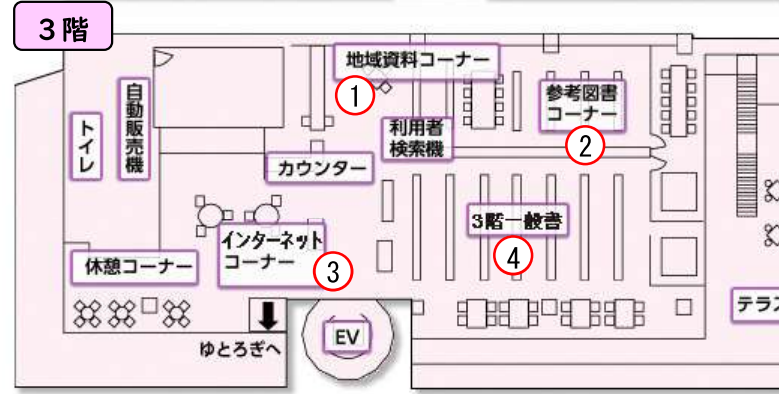 3階
地域資料コーナー
①
参考図書
コーナー
②
自動販売機
トイレ
利用者
検索機
カウンター
3階一般書
④
インターネット
コーナー
③
休憩コーナー
テラス
EV
ゆとろぎへ